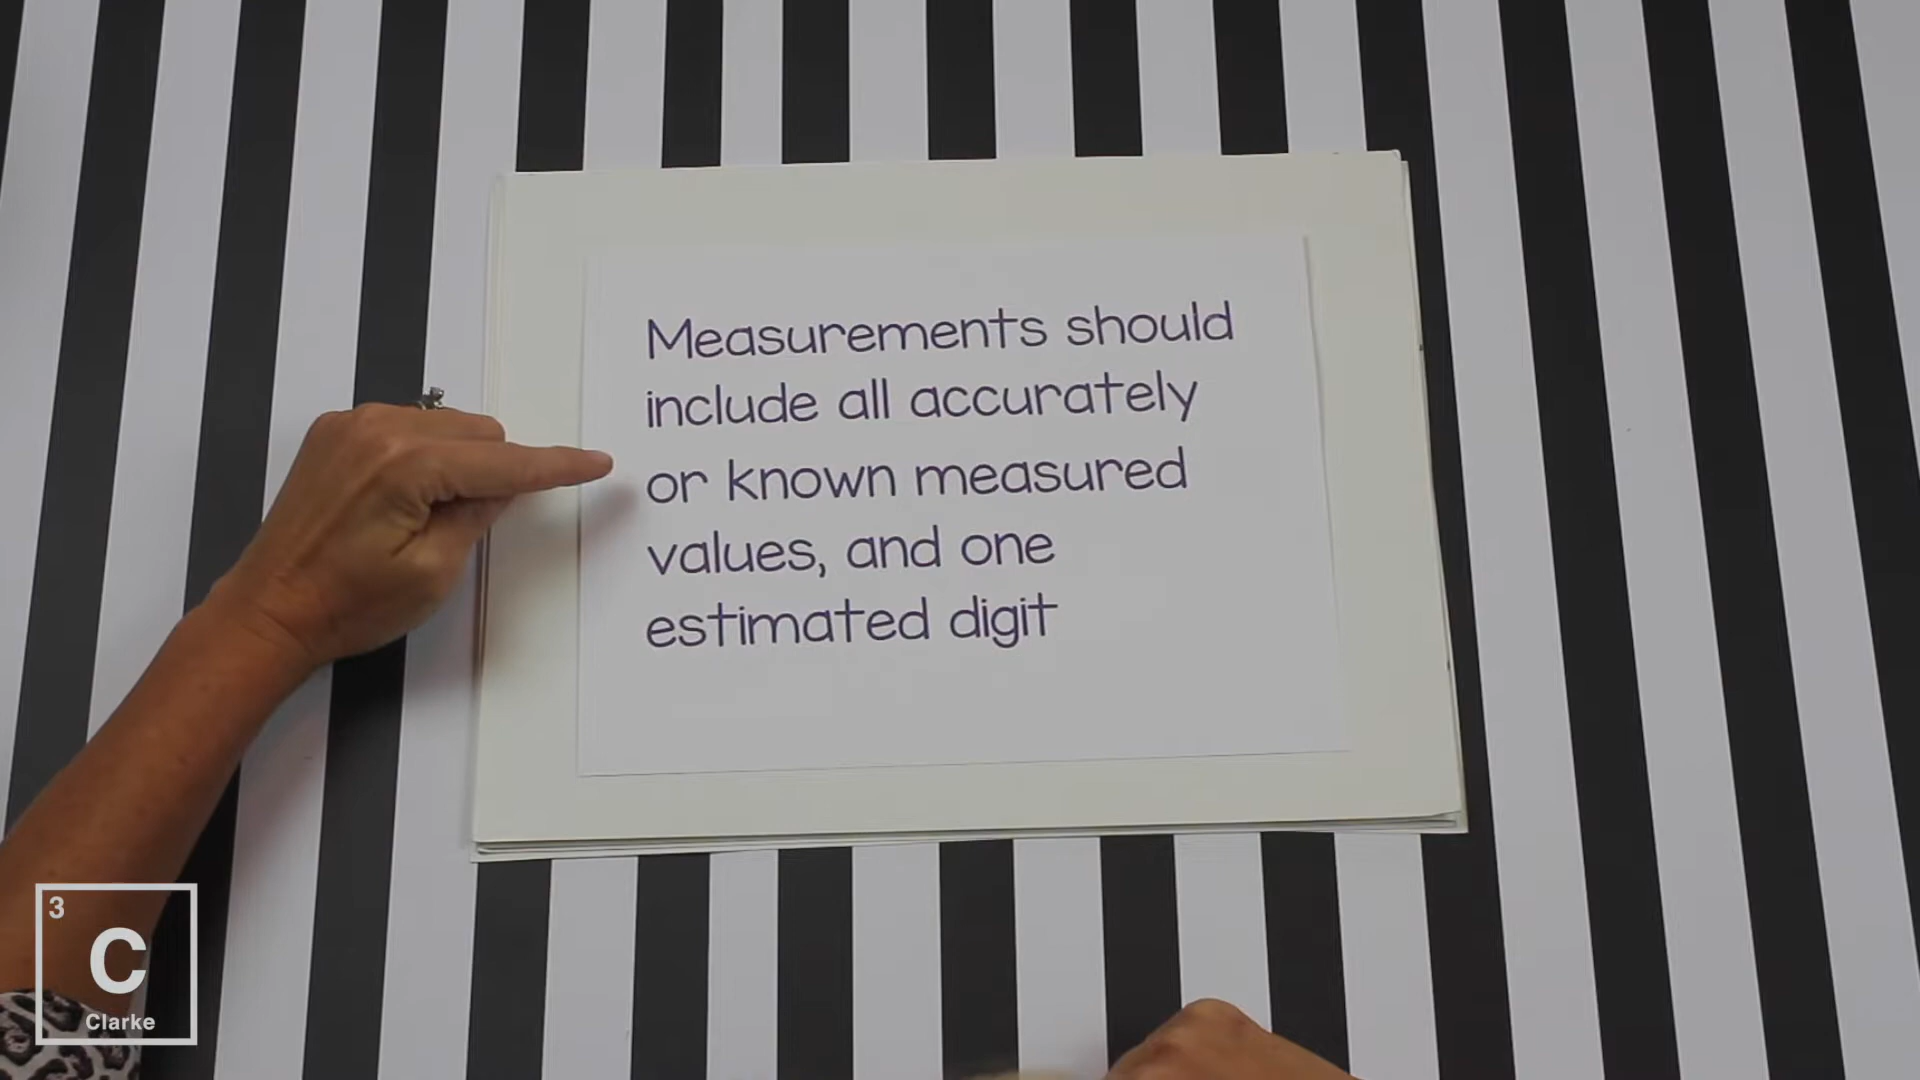 Measurements should
include all accurately
or known measured
values, and one
estimated digit
3
C
Clarke